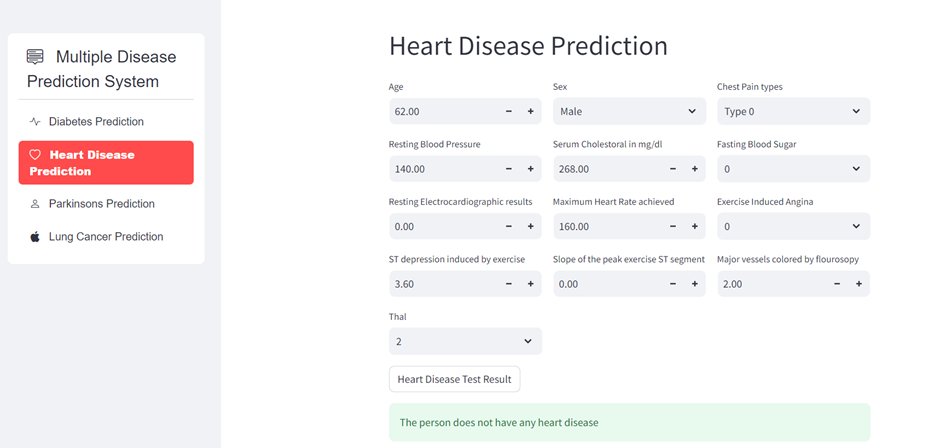 Multiple Disease
Prediction System
Diabetes Prediction
Heart Disease
Prediction
Parkinsons Prediction
Lung Cancer Prediction
Heart Disease Prediction
Age
Sex
Chest Pain types
62.00
Male
Type 0
Resting Blood Pressure
Serum Cholestoral in mg/dl
Fasting Blood Sugar
140.00
268.00
0
Resting Electrocardiographic results
Maximum Heart Rate achieved
Exercise Induced Angina
0.00
160.00
0
ST depression induced by exercise
Slope of the peak exercise ST segment
Major vessels colored by flourosopy
3.60
0.00
2.00
Thal
2
Heart Disease Test Result
The person does not have any heart disease